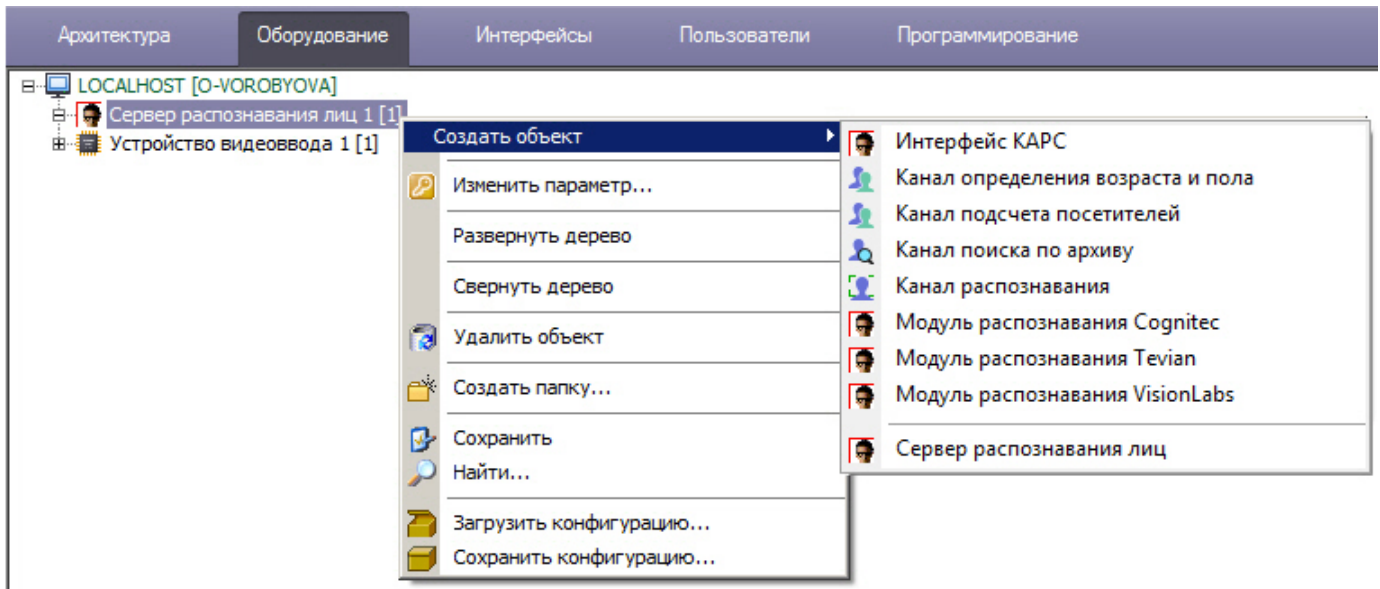 Архитектура Оборудование Интерфейсы Пользователи Программирование
LOCALHOST [O-VOROBYOVA]
Сервер распознавания лиц 1 [1]
Устройство видеоввода 1 [1]
Создать объект
Изменить параметр...
Развернуть дерево
Свернуть дерево
Удалить объект
Создать папку...
Сохранить
Найти...
Загрузить конфигурацию...
Сохранить конфигурацию...
Интерфейс КАРС
Канал определения возраста и пола
Канал подсчета посетителей
Канал поиска по архиву
Канал распознавания
Модуль распознавания Cognitec
Модуль распознавания Tevian
Модуль распознавания VisionLabs
Сервер распознавания лиц